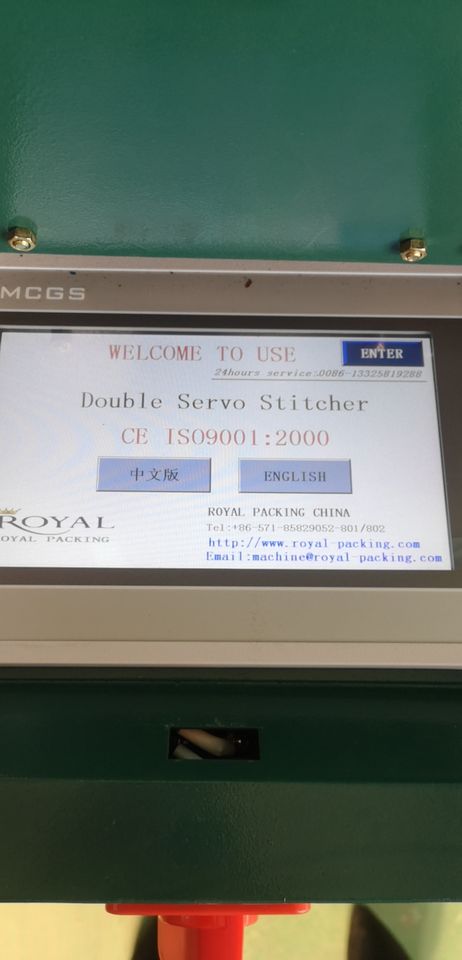 MCGS
WELCOME TO USE
ENTER
24hours service:0086-13325819288
Double Servo Stitcher
CE ISO9001:2000
中文版
ENGLISH
ROYAL
ROYAL PACKING CHINA
Tel:+86-571-85829052-801/802
OYAL PACKING
http://www.royal-packing.com
Email:machine@royal-packing.com